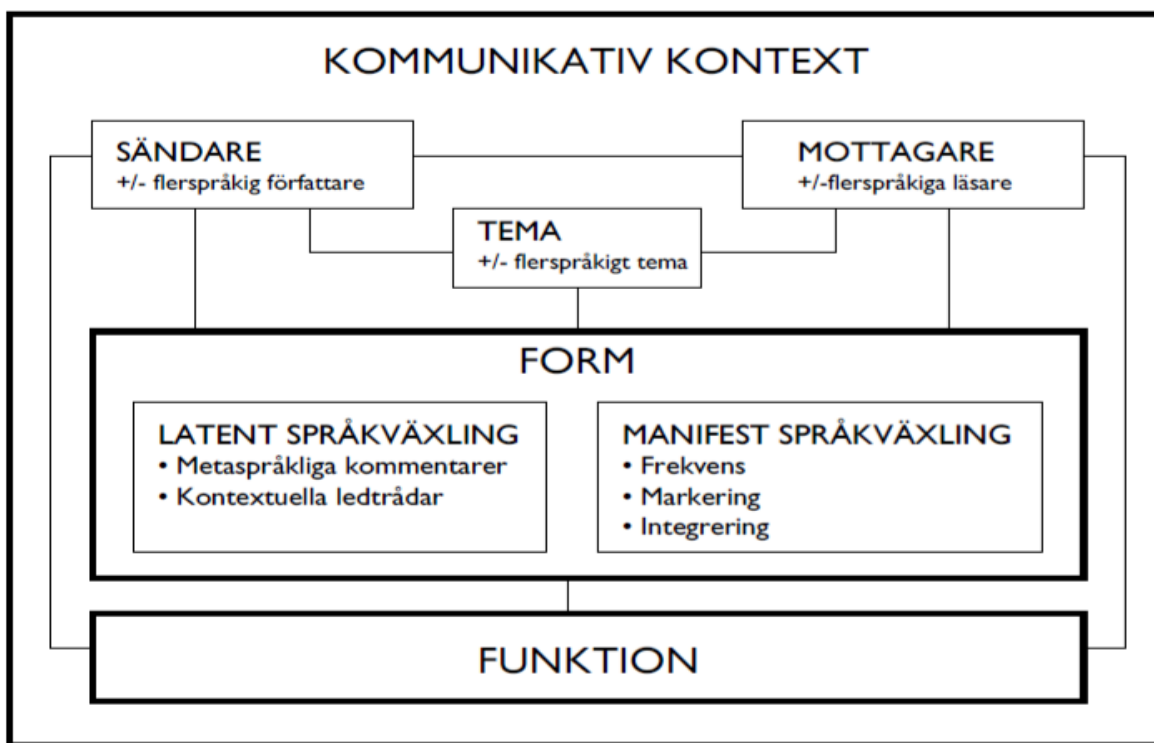 KOMMUNIKATIV KONTEXT
SÄNDARE
+/- flerspråkig författare
MOTTAGARE
+/-flerspråkiga läsare
TEMA
+/- flerspråkigt tema
FORM
LATENT SPRÅKVÄXLING
• Metaspråkliga kommentarer
• Kontextuella ledtrådar
MANIFEST SPRÅKVÄXLING
• Frekvens
• Markering
• Integrering
FUNKTION